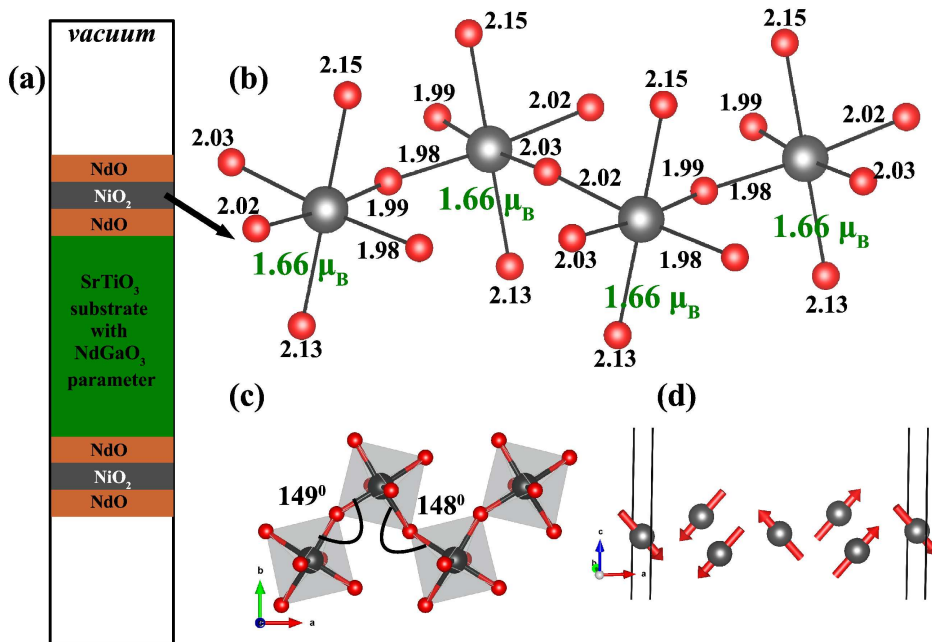 (a)
vacuum
NdO
NiO₂
NdO
SrTiO₃
substrate
with
NdGaO₃
parameter
NdO
NiO₂
NdO
(b)
2.15
2.15
2.15
2.15
1.99
2.02
1.99
2.02
2.03
1.98
2.03
2.02
1.99
1.98
2.03
2.02
1.99
1.98
2.03
1.98
1.66 μB
1.66 μB
1.66 μB
1.66 μB
2.13
2.13
2.13
2.13
(c)
149⁰
148⁰
b
a
(d)
c
b
a